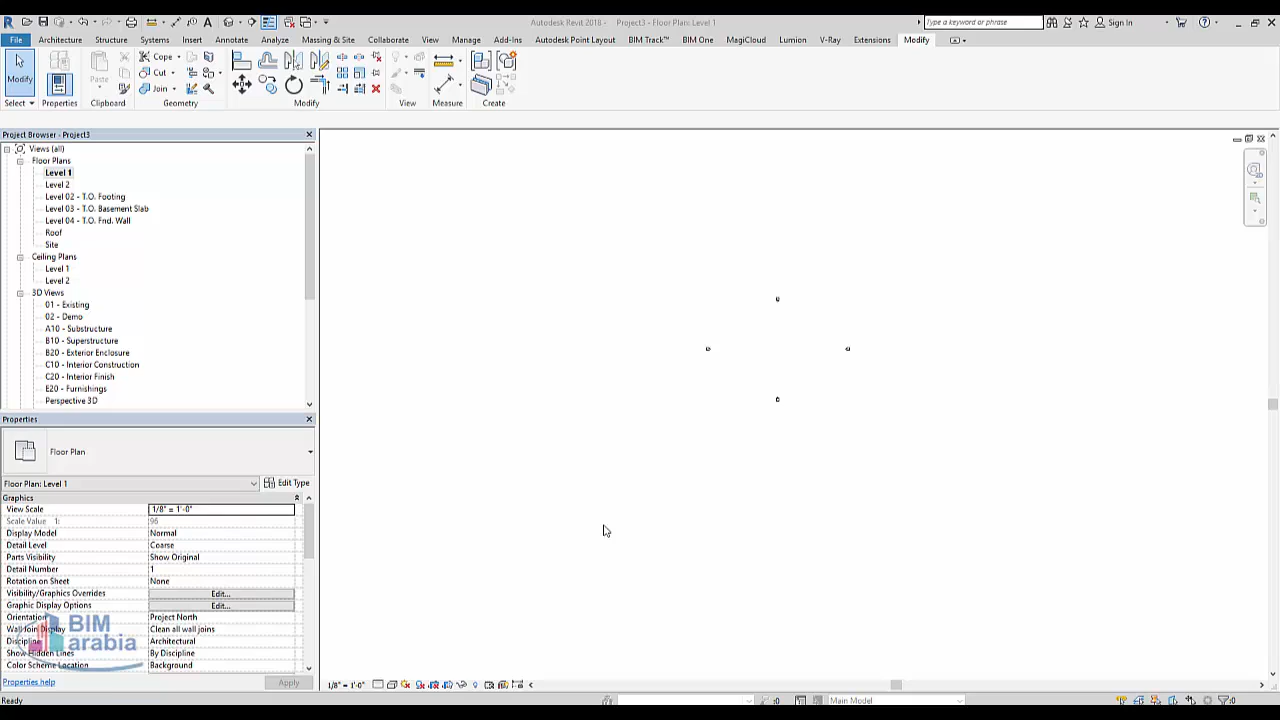 Autodesk Revit 2018 - Project3 - Floor Plan: Level 1
Type a keyword or phrase
Sign In
File Architecture Structure Systems Insert Annotate Analyze Massing & Site Collaborate View Manage Add-Ins Autodesk Point Layout BIM Track™ BIM One MagiCloud Lumion V-Ray Extensions Modify
Modify
Paste
Cope
Cut
Join
Select Properties Clipboard Geometry Modify View Measure Create
Project Browser - Project3
Views (all)
Floor Plans
Level 1
Level 2
Level 02 - T.O. Footing
Level 03 - T.O. Basement Slab
Level 04 - T.O. Fnd. Wall
Roof
Site
Ceiling Plans
Level 1
Level 2
3D Views
01 - Existing
02 - Demo
A10 - Substructure
B10 - Superstructure
B20 - Exterior Enclosure
C10 - Interior Construction
C20 - Interior Finish
E20 - Furnishings
Perspective 3D
Properties
Floor Plan
Floor Plan: Level 1
Edit Type
Graphics
View Scale 1/8" = 1'-0"
Scale Value 1: 96
Display Model Normal
Detail Level Coarse
Parts Visibility Show Original
Detail Number 1
Rotation on Sheet None
Visibility/Graphics Overrides Edit...
Graphic Display Options Edit...
Orientation Project North
Display Clean all wall joins
Discipline Architectural
Show Hidden Lines By Discipline
Color Scheme Location Background
BIM
arabia
Properties help
Apply
1/8" = 1'-0"
Ready
:0
Main Model
:0